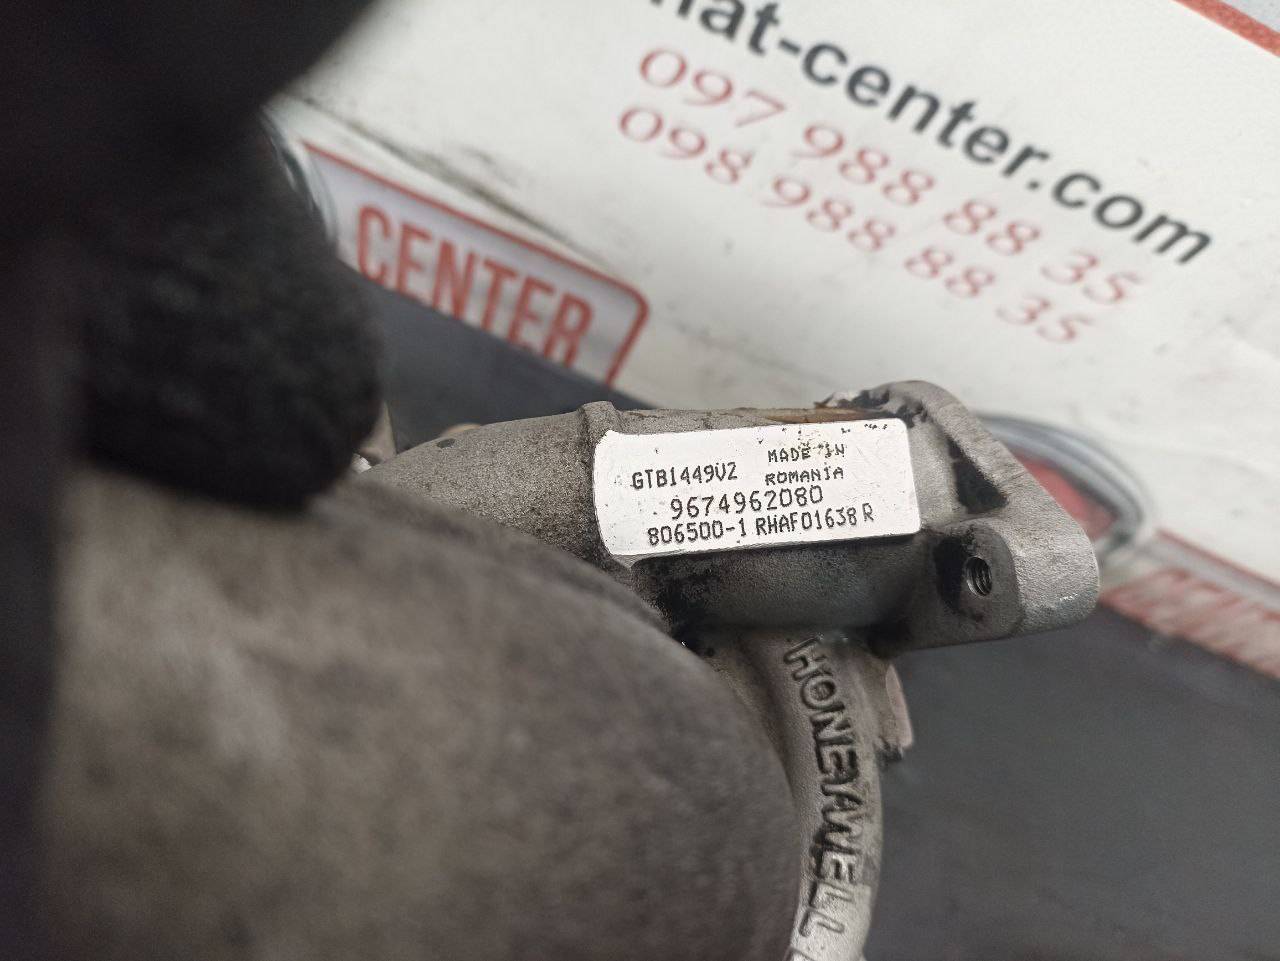 at-center.com
097 988 88 35
098 988 88 35
CENTER
GTB1449VZ
MADE IN
ROMANIA
9674962080
806500-1 RHAF01638 R
HONEYWELL